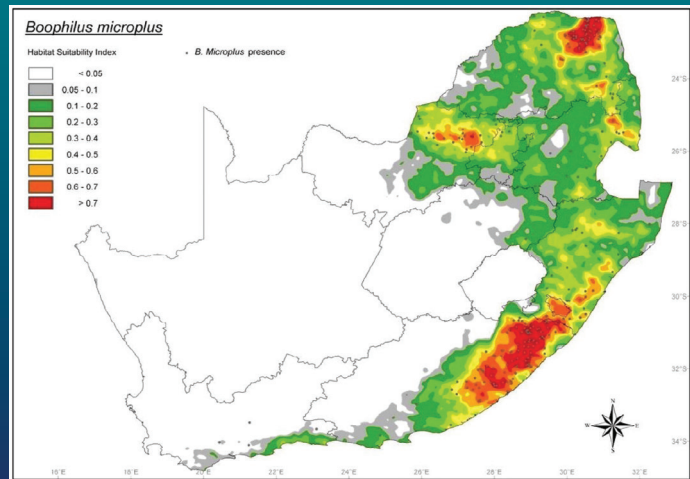 Boophilus microplus
Habitat Suitability Index
B. Microplus presence
< 0.05
0.05 - 0.1
0.1 - 0.2
0.2 - 0.3
0.3 - 0.4
0.4 - 0.5
0.5 - 0.6
0.6 - 0.7
> 0.7
24°S
26°S
28°S
30°S
32°S
34°S
N
W
E
S
16°E
18°E
20°E
22°E
24°E
26°E
28°E
30°E
32°E